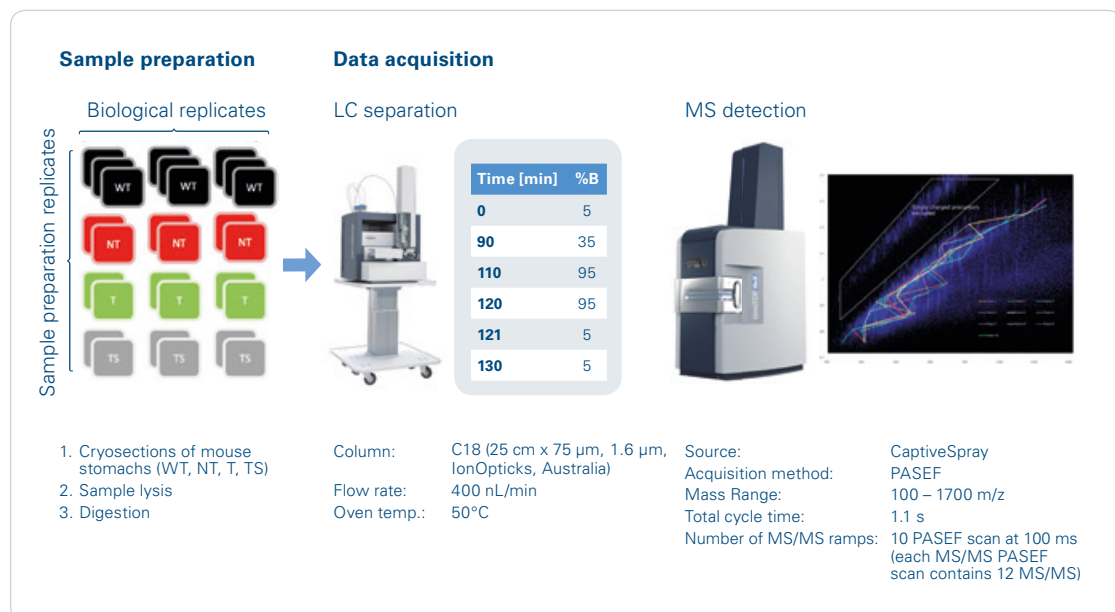 Sample preparation
Data acquisition
Biological replicates
LC separation
MS detection
Sample preparation replicates
WT
WT
WT
NT
NT
NT
T
T
T
TS
TS
TS
Time [min] %B
0 5
90 35
110 95
120 95
121 5
130 5
Singly charged precursors
excluded
1. Cryosections of mouse
stomachs (WT, NT, T, TS)
2. Sample lysis
3. Digestion
Column: C18 (25 cm x 75 µm, 1.6 µm,
IonOpticks, Australia)
Flow rate: 400 nL/min
Oven temp.: 50°C
Source: CaptiveSpray
Acquisition method: PASEF
Mass Range: 100 – 1700 m/z
Total cycle time: 1.1 s
Number of MS/MS ramps: 10 PASEF scan at 100 ms
(each MS/MS PASEF
scan contains 12 MS/MS)